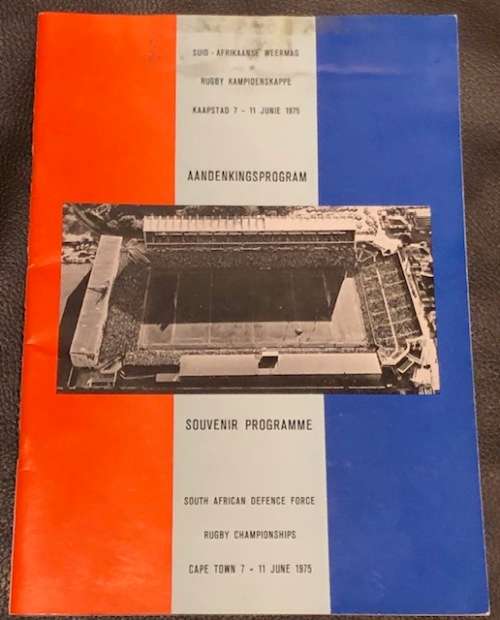 SUID - AFRIKAANSE WEERMAG
RUGBY KAMPIOENSKAPPE
KAAPSTAD 7 - 11 JUNIE 1975
AANDENKINGSPROGRAM
SOUVENIR PROGRAMME
SOUTH AFRICAN DEFENCE FORCE
RUGBY CHAMPIONSHIPS
CAPE TOWN 7 - 11 JUNE 1975